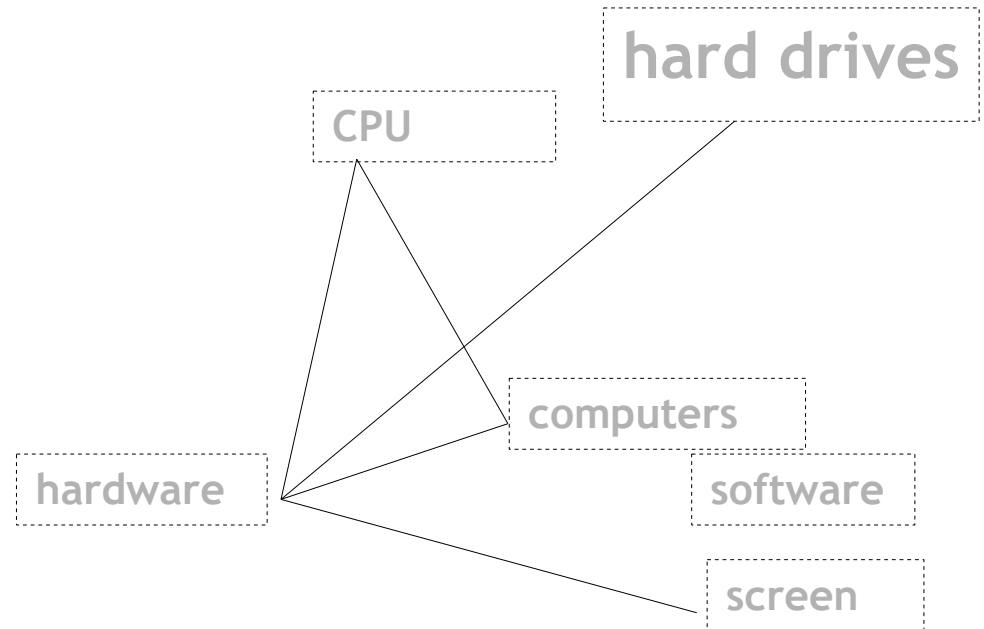 hard drives
CPU
computers
hardware
software
screen